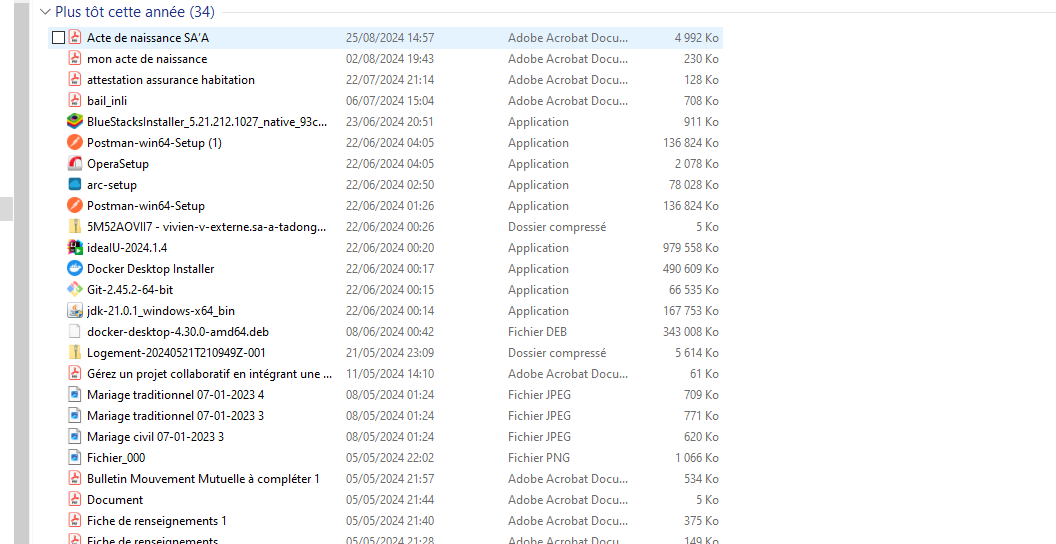 Plus tôt cette année (34)
Acte de naissance SA'A 25/08/2024 14:57 Adobe Acrobat Docu... 4 992 Ko
mon acte de naissance 02/08/2024 19:43 Adobe Acrobat Docu... 230 Ko
attestation assurance habitation 22/07/2024 21:14 Adobe Acrobat Docu... 128 Ko
bail_inli 06/07/2024 15:04 Adobe Acrobat Docu... 708 Ko
BlueStacksInstaller_5.21.212.1027_native_93c... 23/06/2024 20:51 Application 911 Ko
Postman-win64-Setup (1) 22/06/2024 04:05 Application 136 824 Ko
OperaSetup 22/06/2024 04:05 Application 2 078 Ko
arc-setup 22/06/2024 02:50 Application 78 028 Ko
Postman-win64-Setup 22/06/2024 01:26 Application 136 824 Ko
5M52AOVII7 - vivien-v-externe.sa-a-tadong... 22/06/2024 00:26 Dossier compressé 5 Ko
ideaIU-2024.1.4 22/06/2024 00:20 Application 979 558 Ko
Docker Desktop Installer 22/06/2024 00:17 Application 490 609 Ko
Git-2.45.2-64-bit 22/06/2024 00:15 Application 66 535 Ko
jdk-21.0.1_windows-x64_bin 22/06/2024 00:14 Application 167 753 Ko
docker-desktop-4.30.0-amd64.deb 08/06/2024 00:42 Fichier DEB 343 008 Ko
Logement-20240521T210949Z-001 21/05/2024 23:09 Dossier compressé 5 614 Ko
Gérez un projet collaboratif en intégrant une ... 11/05/2024 14:10 Adobe Acrobat Docu... 61 Ko
Mariage traditionnel 07-01-2023 4 08/05/2024 01:24 Fichier JPEG 709 Ko
Mariage traditionnel 07-01-2023 3 08/05/2024 01:24 Fichier JPEG 771 Ko
Mariage civil 07-01-2023 3 08/05/2024 01:24 Fichier JPEG 620 Ko
Fichier_000 05/05/2024 22:02 Fichier PNG 1 066 Ko
Bulletin Mouvement Mutuelle à compléter 1 05/05/2024 21:57 Adobe Acrobat Docu... 534 Ko
Document 05/05/2024 21:44 Adobe Acrobat Docu... 5 Ko
Fiche de renseignements 1 05/05/2024 21:40 Adobe Acrobat Docu... 375 Ko
Fiche de renseignements 05/05/2024 21:28 Adobe Acrobat Docu... 149 Ko